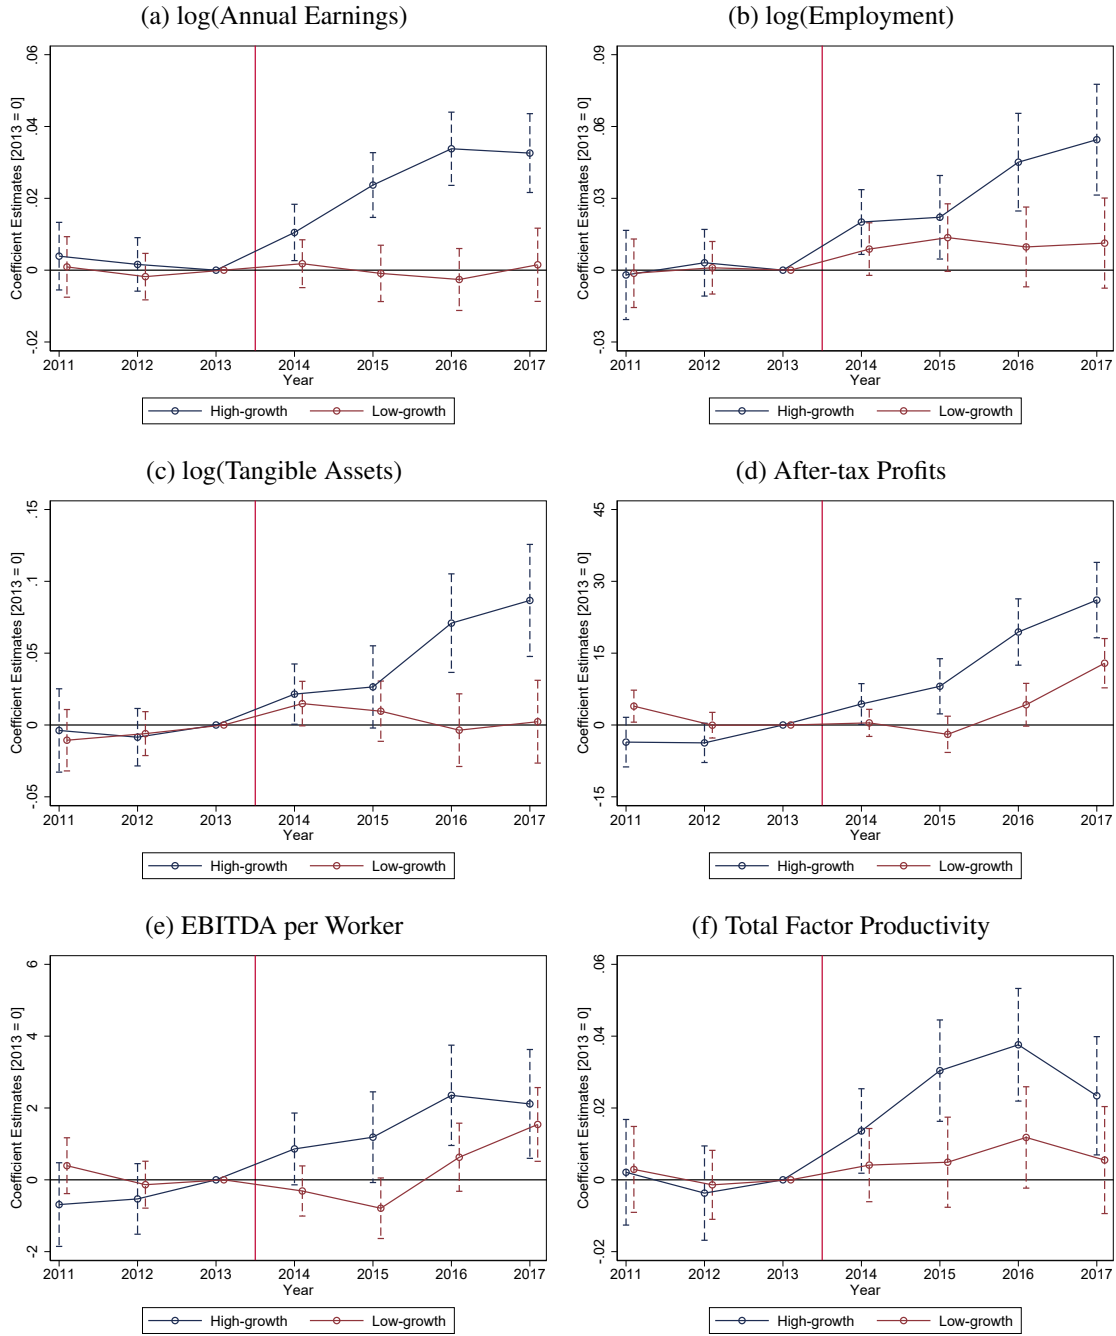 (a) log(Annual Earnings)
Coefficient Estimates [2013 = 0]
.06
.04
.02
0
-.02
2011 2012 2013 2014 2015 2016 2017
Year
High-growth Low-growth
(b) log(Employment)
Coefficient Estimates [2013 = 0]
.09
.06
.03
0
-.03
2011 2012 2013 2014 2015 2016 2017
Year
High-growth Low-growth
(c) log(Tangible Assets)
Coefficient Estimates [2013 = 0]
.15
.1
.05
0
-.05
2011 2012 2013 2014 2015 2016 2017
Year
High-growth Low-growth
(d) After-tax Profits
Coefficient Estimates [2013 = 0]
45
30
15
0
-15
2011 2012 2013 2014 2015 2016 2017
Year
High-growth Low-growth
(e) EBITDA per Worker
Coefficient Estimates [2013 = 0]
6
4
2
0
-2
2011 2012 2013 2014 2015 2016 2017
Year
High-growth Low-growth
(f) Total Factor Productivity
Coefficient Estimates [2013 = 0]
.06
.04
.02
0
-.02
2011 2012 2013 2014 2015 2016 2017
Year
High-growth Low-growth